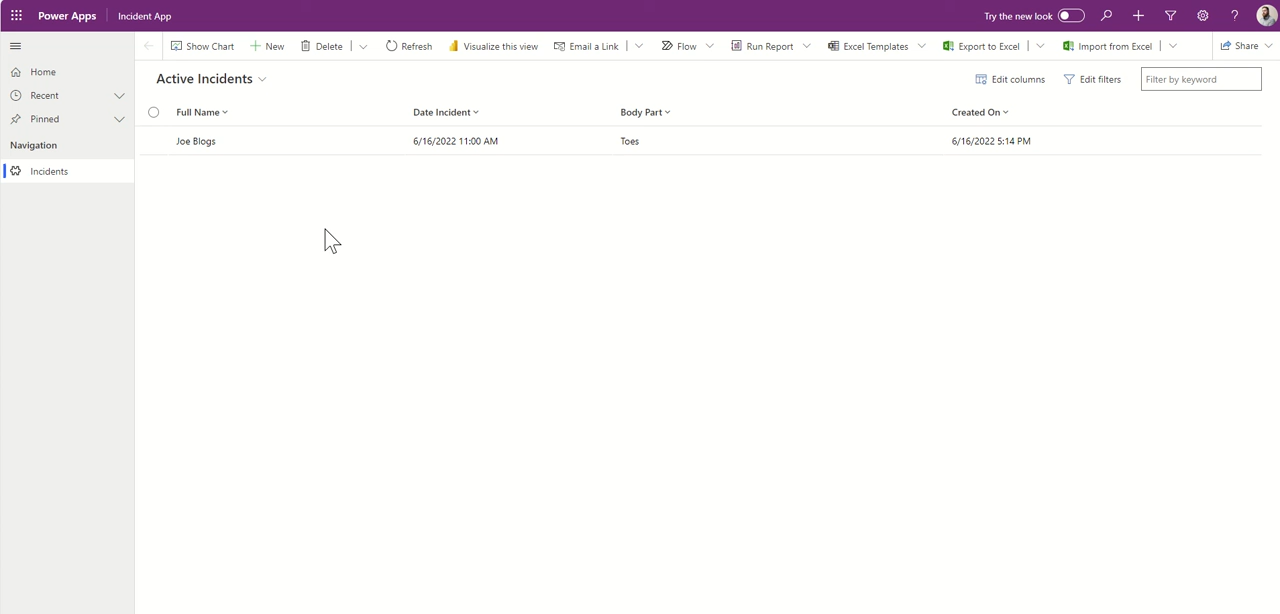 Power Apps Incident App Try the new look
Show Chart New Delete Refresh Visualize this view Email a Link Flow Run Report Excel Templates Export to Excel Import from Excel Share
Home
Recent
Pinned
Navigation
Incidents
Active Incidents Edit columns Edit filters Filter by keyword
Full Name Date Incident Body Part Created On
Joe Blogs 6/16/2022 11:00 AM Toes 6/16/2022 5:14 PM